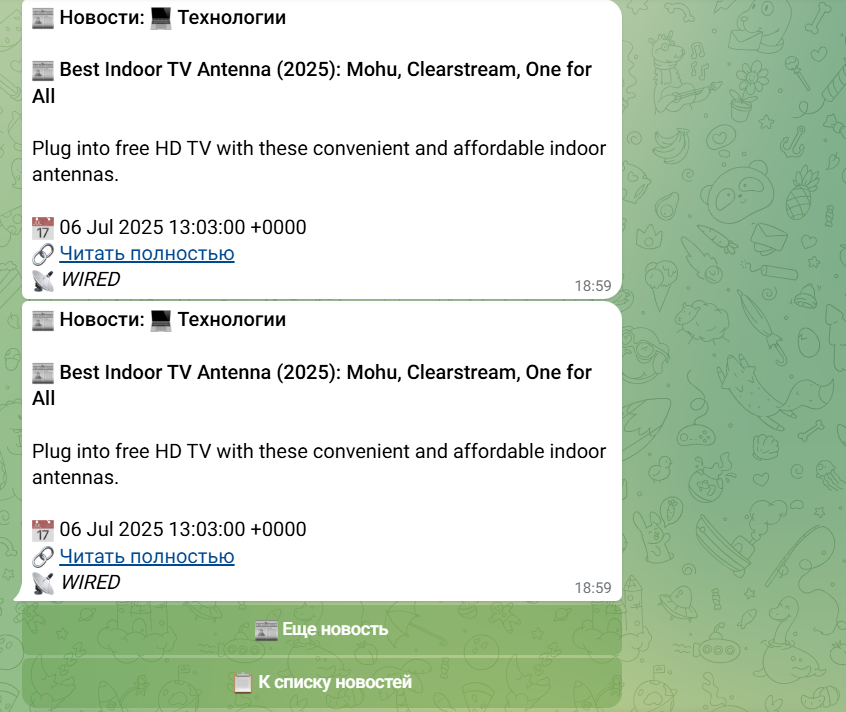 Новости: Технологии
Best Indoor TV Antenna (2025): Mohu, Clearstream, One for
All
Plug into free HD TV with these convenient and affordable indoor
antennas.
17 06 Jul 2025 13:03:00 +0000
Читать полностью
WIRED 18:59
Новости: Технологии
Best Indoor TV Antenna (2025): Mohu, Clearstream, One for
All
Plug into free HD TV with these convenient and affordable indoor
antennas.
17 06 Jul 2025 13:03:00 +0000
Читать полностью
WIRED 18:59
Еще новость
К списку новостей